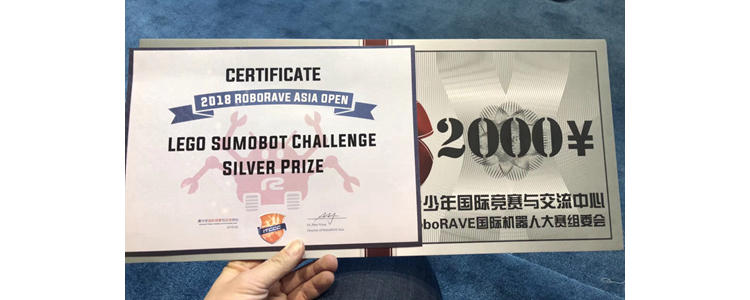 CERTIFICATE
2018 ROBORAVE ASIA OPEN
LEGO SUMOBOT CHALLENGE
SILVER PRIZE
ITCCC
2000¥
少年国际竞赛与交流中心
oboRAVE国际机器人大赛组委会